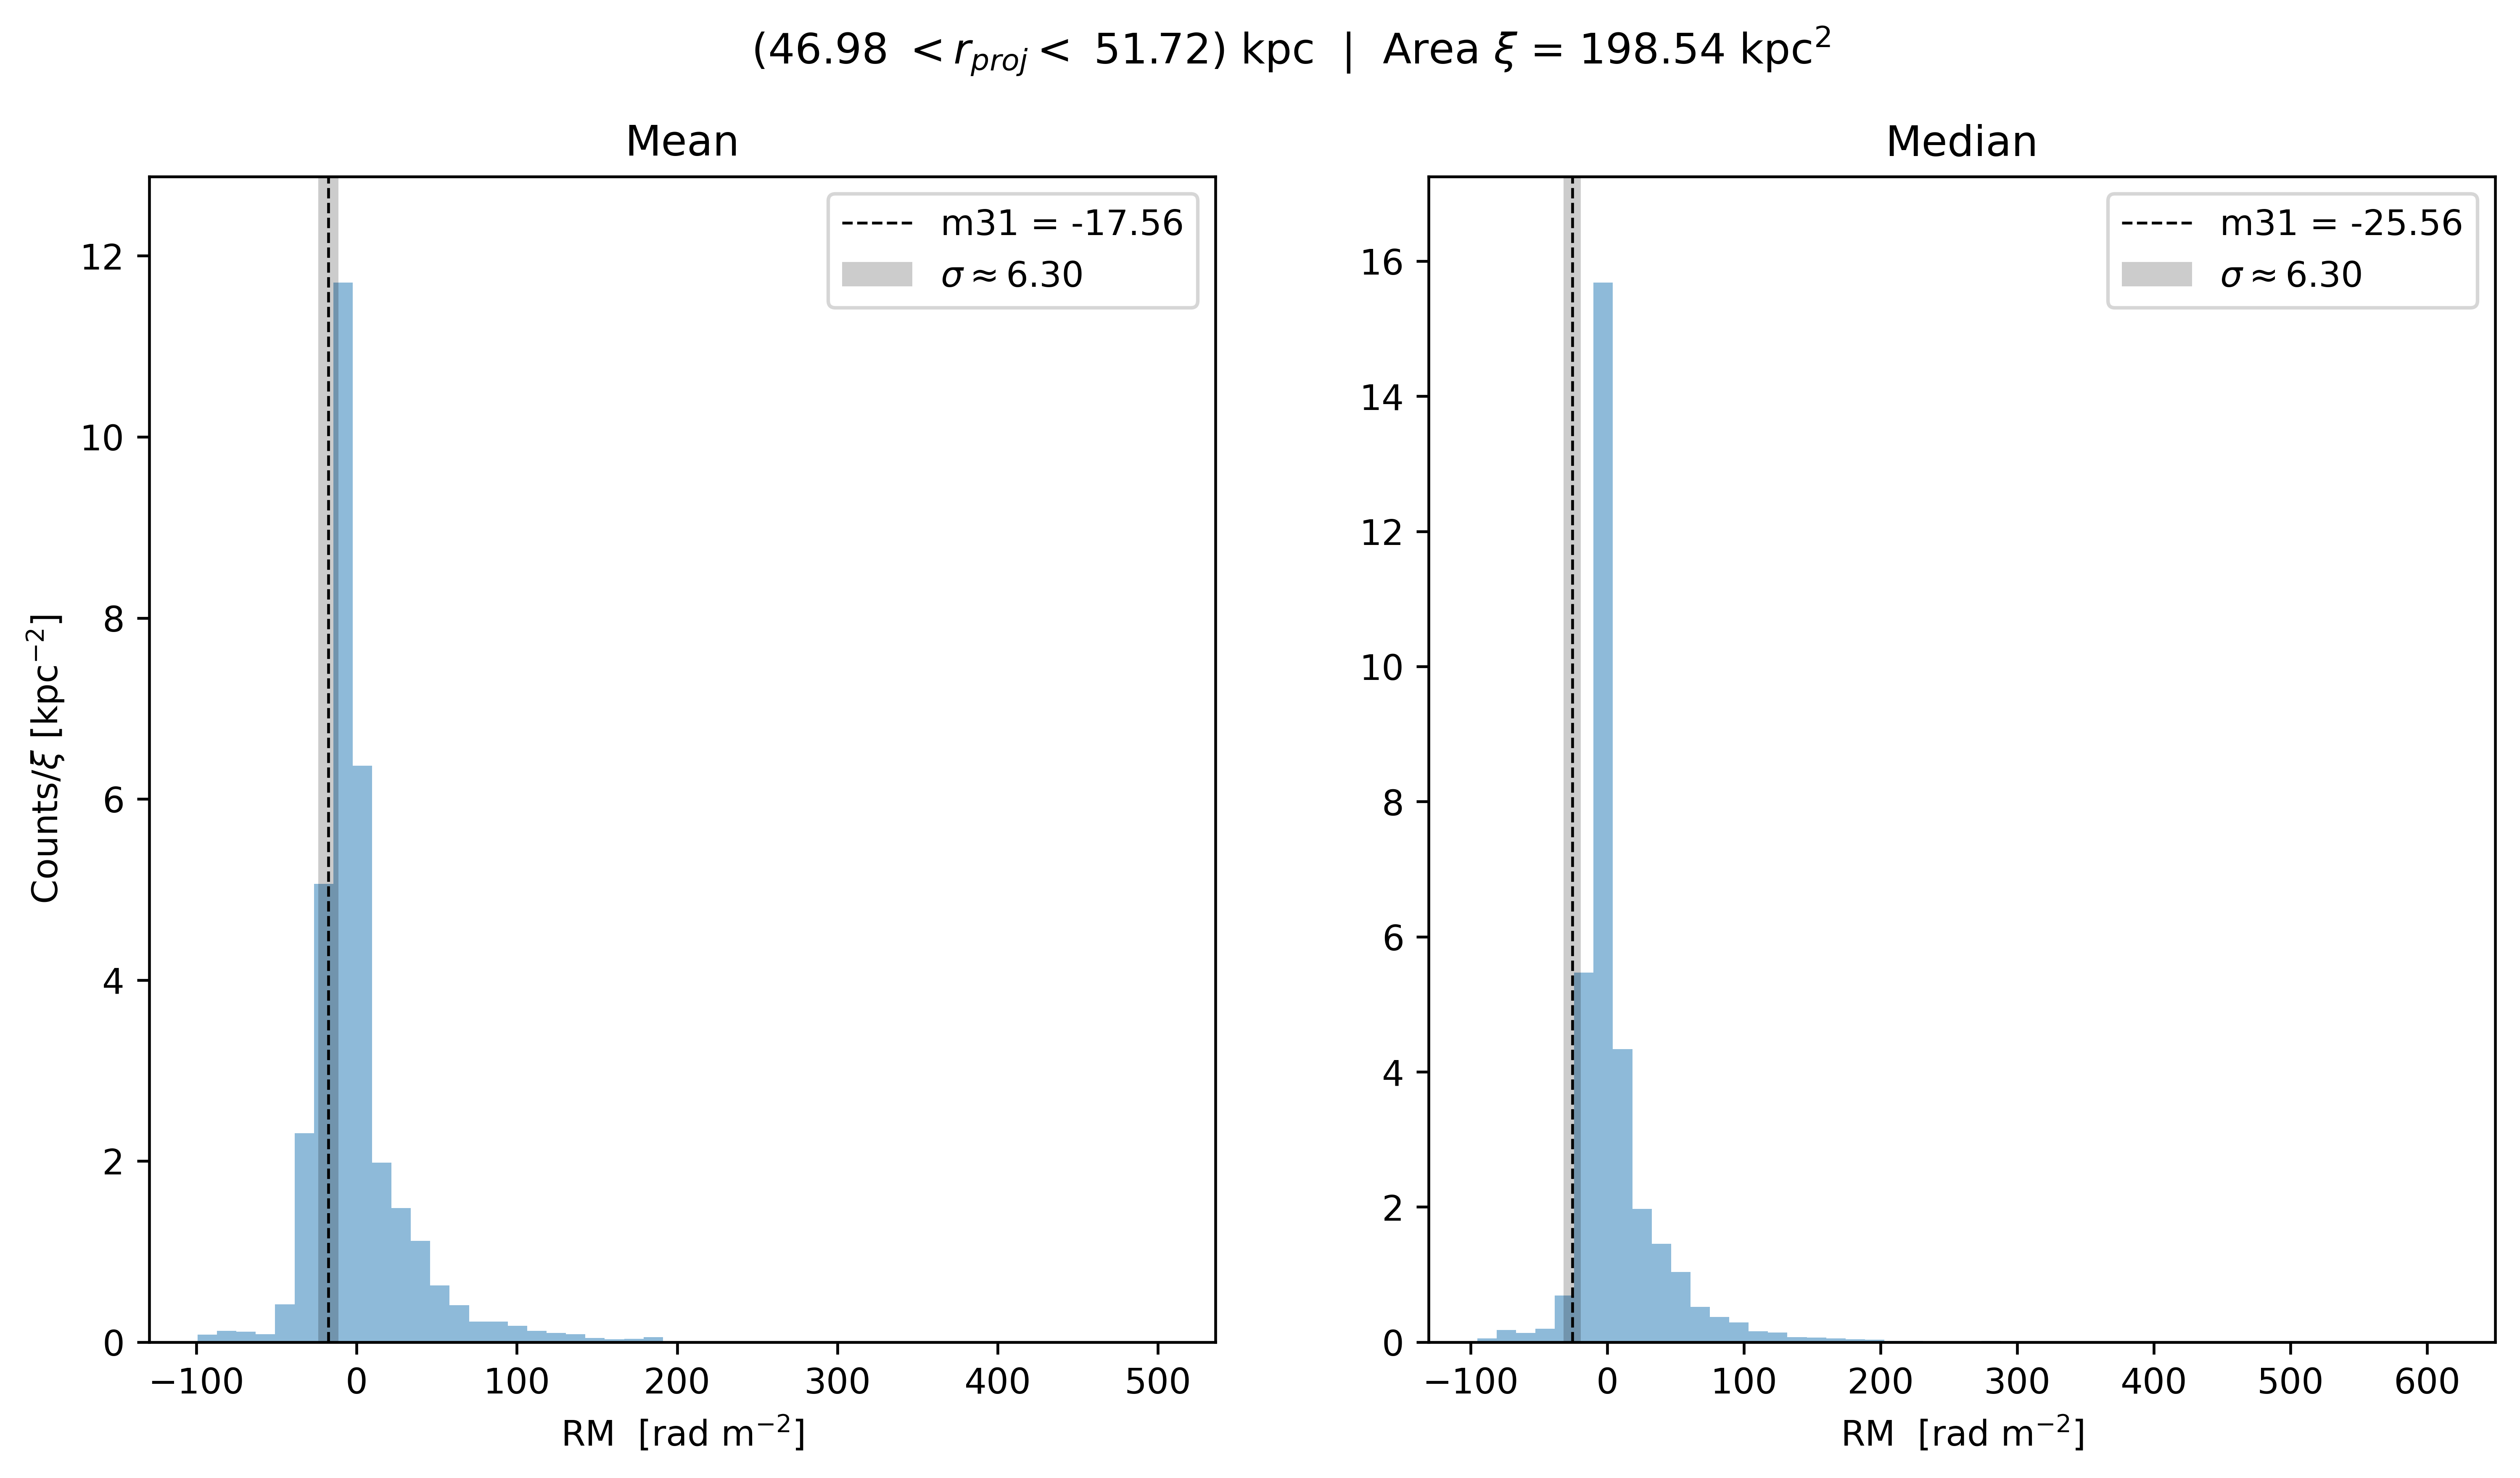 (46.98 < r_proj < 51.72) kpc | Area ξ = 198.54 kpc²
Mean
m31 = -17.56
σ ≈ 6.30
Counts/ξ [kpc⁻²]
12
10
8
6
4
2
0
−100 0 100 200 300 400 500
RM [rad m⁻²]
Median
m31 = -25.56
σ ≈ 6.30
16
14
12
10
8
6
4
2
0
−100 0 100 200 300 400 500 600
RM [rad m⁻²]